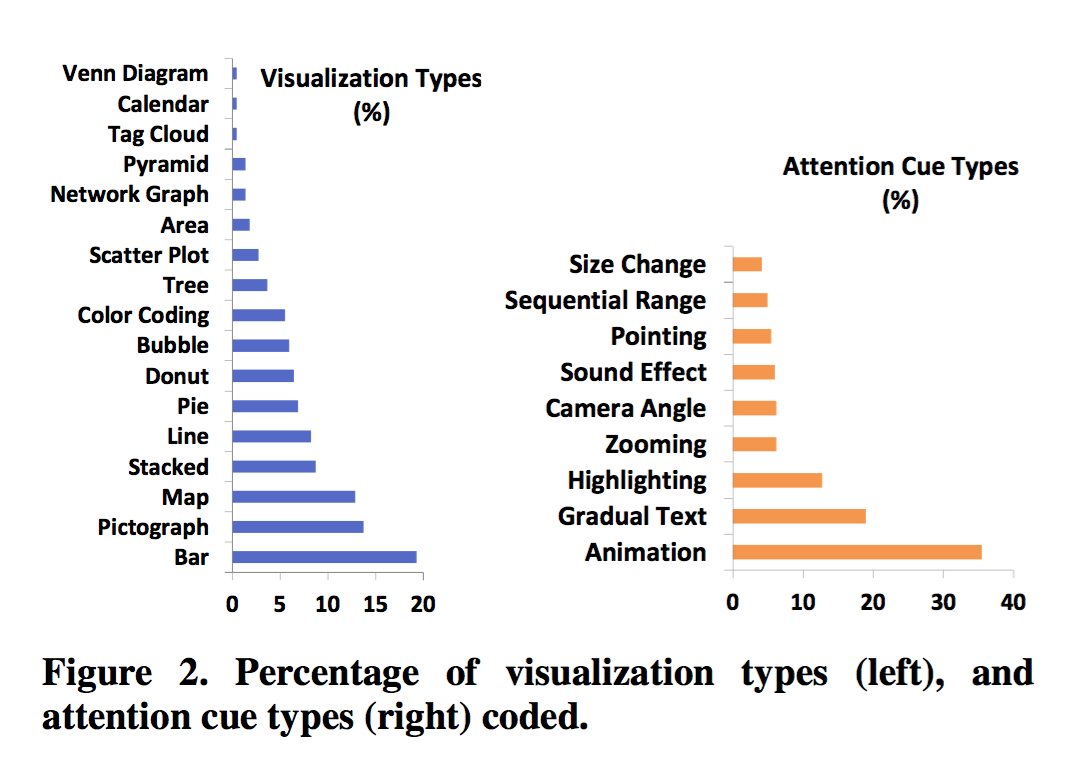 Visualization Types
(%)
Venn Diagram
Calendar
Tag Cloud
Pyramid
Network Graph
Area
Scatter Plot
Tree
Color Coding
Bubble
Donut
Pie
Line
Stacked
Map
Pictograph
Bar
0 5 10 15 20
Attention Cue Types
(%)
Size Change
Sequential Range
Pointing
Sound Effect
Camera Angle
Zooming
Highlighting
Gradual Text
Animation
0 10 20 30 40
Figure 2. Percentage of visualization types (left), and
attention cue types (right) coded.